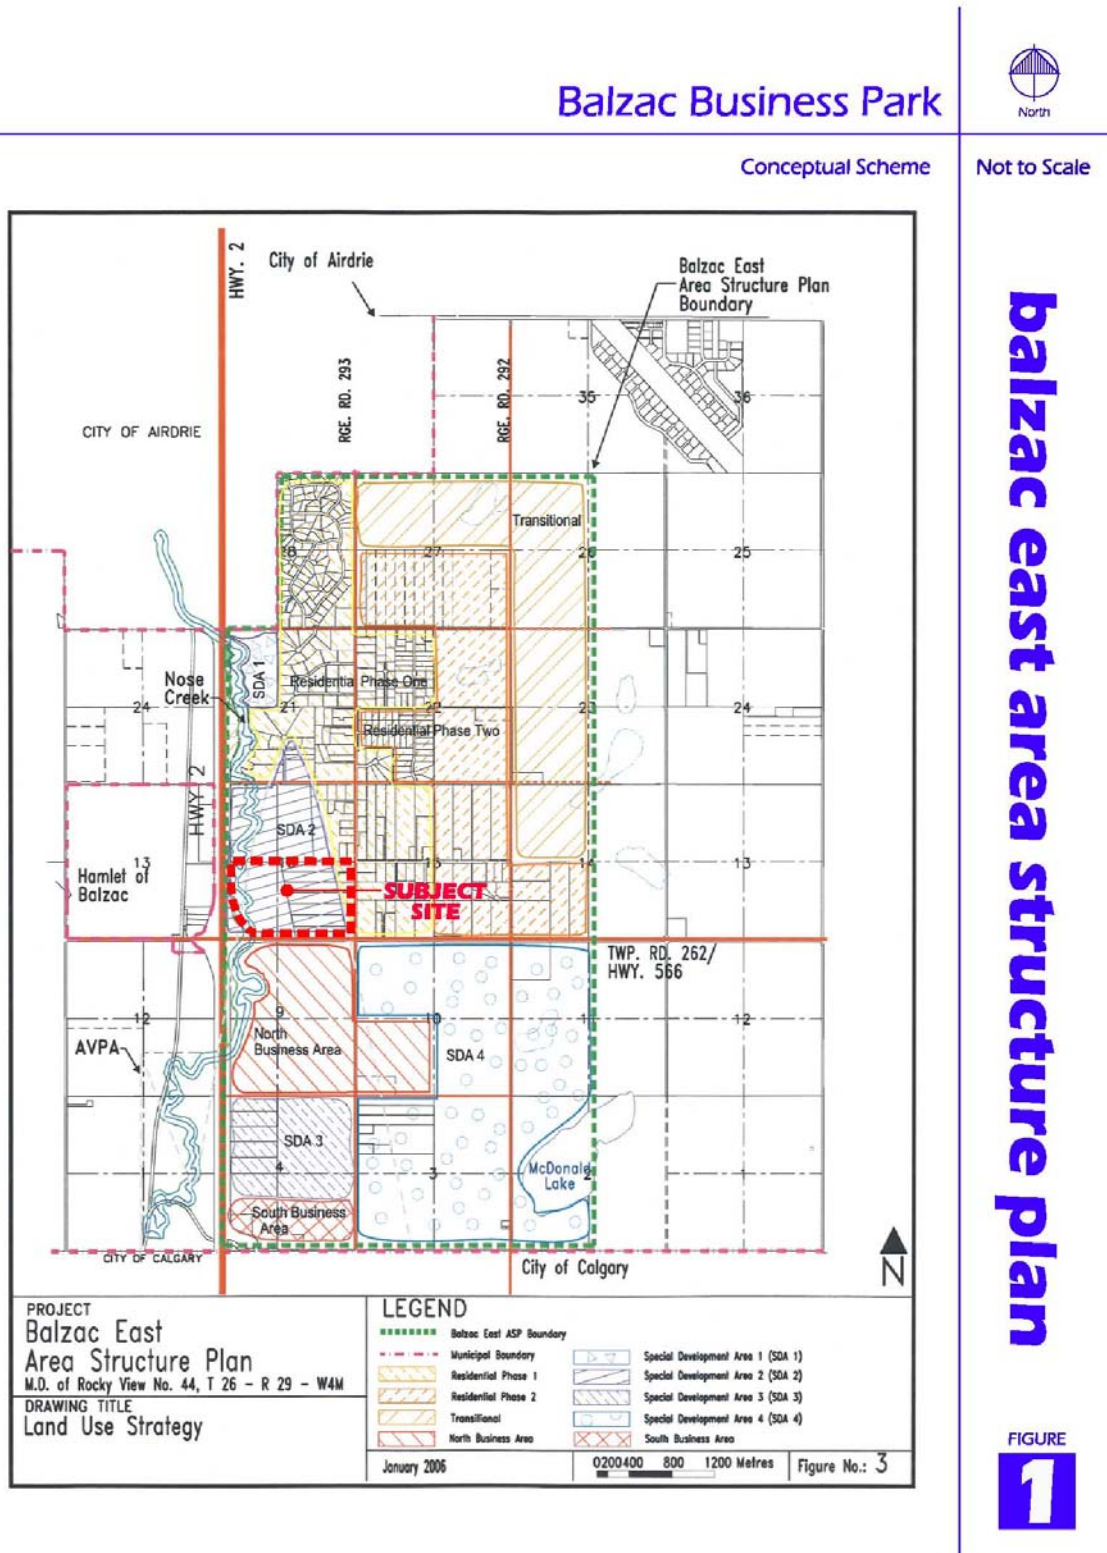 Balzac Business Park
North
Conceptual Scheme
Not to Scale
balzac east area structure plan
HWY. 2
City of Airdrie
Balzac East
Area Structure Plan
Boundary
RGE. RD. 293
RGE. RD. 292
35
36
CITY OF AIRDRIE
Transitional
28
27
26
25
Nose
Creek
SDA 1
Residential Phase One
24
21
22
23
24
Residential Phase Two
HWY 2
SDA 2
13
Hamlet of
Balzac
15
14
13
SUBJECT
SITE
TWP. RD. 262/
HWY. 566
12
9
10
11
12
North
Business Area
AVPA
SDA 4
SDA 3
4
3
McDonald
Lake
2
1
South Business
Area
CITY OF CALGARY
City of Calgary
N
PROJECT
Balzac East
Area Structure Plan
M.D. of Rocky View No. 44, T 26 - R 29 - W4M
DRAWING TITLE
Land Use Strategy
LEGEND
Balzac East ASP Boundary
Municipal Boundary
Residential Phase 1
Residential Phase 2
Transitional
North Business Area
Special Development Area 1 (SDA 1)
Special Development Area 2 (SDA 2)
Special Development Area 3 (SDA 3)
Special Development Area 4 (SDA 4)
South Business Area
January 2006
0200400 800 1200 Metres
Figure No.: 3
FIGURE
1